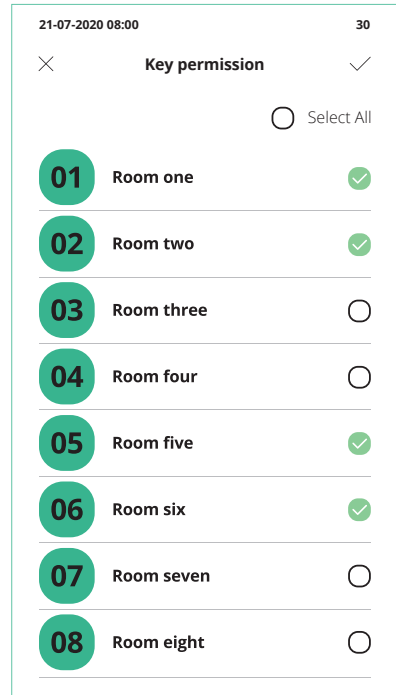 21-07-2020 08:00 30
Key permission
Select All
01 Room one
02 Room two
03 Room three
04 Room four
05 Room five
06 Room six
07 Room seven
08 Room eight